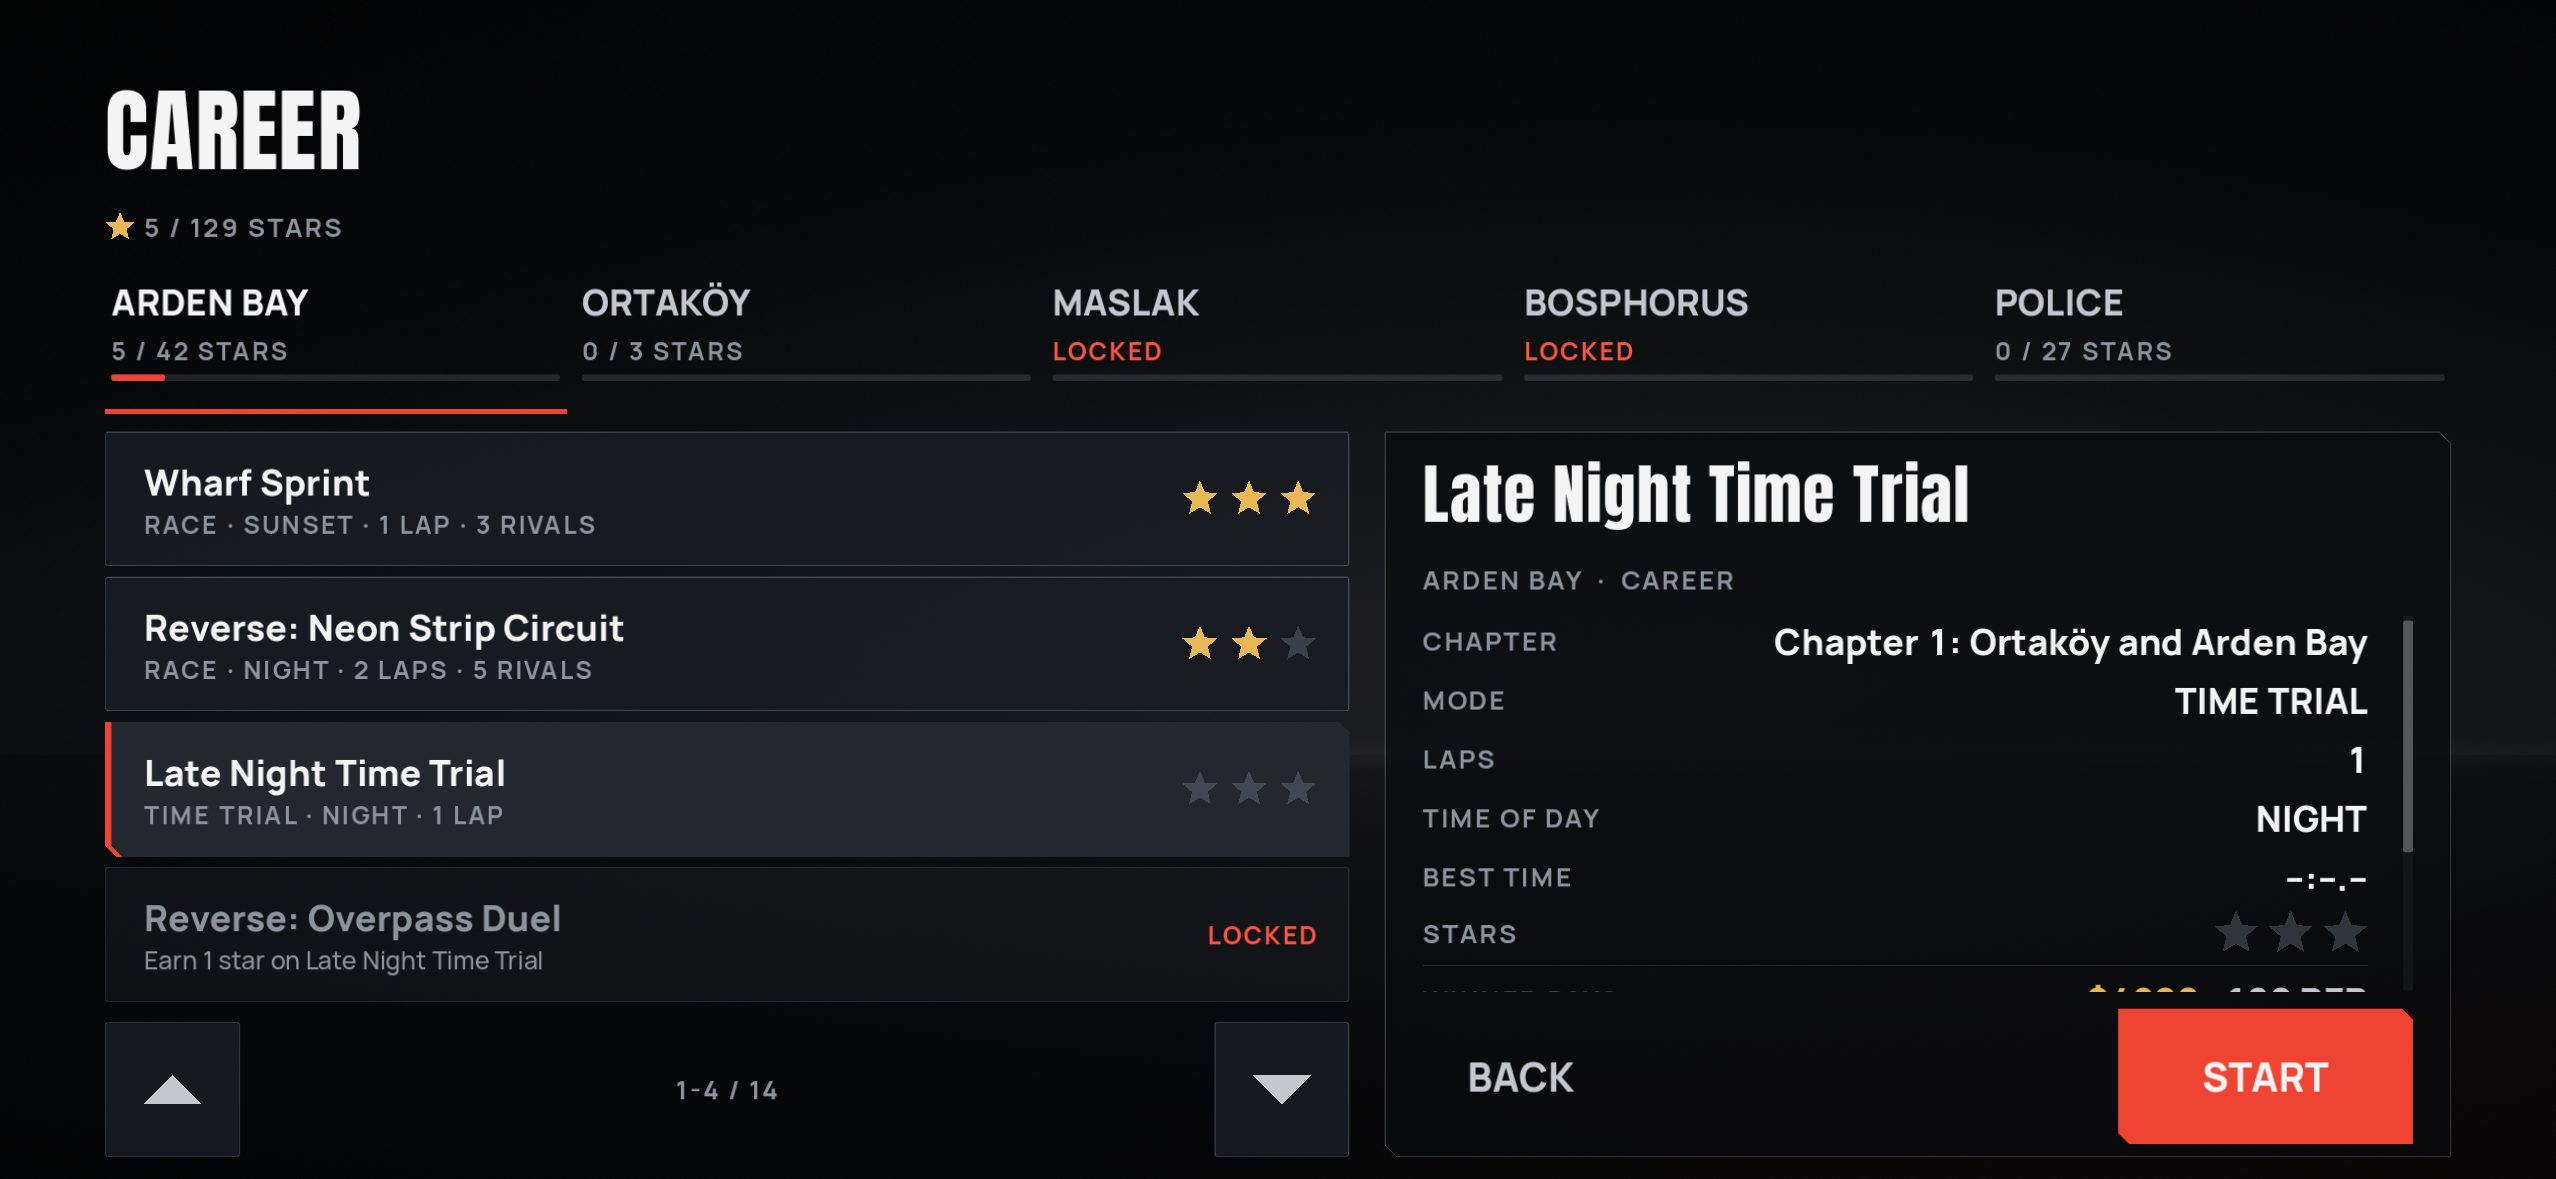 CAREER
5 / 129 STARS
ARDEN BAY
5 / 42 STARS
ORTAKÖY
0 / 3 STARS
MASLAK
LOCKED
BOSPHORUS
LOCKED
POLICE
0 / 27 STARS
Wharf Sprint
RACE · SUNSET · 1 LAP · 3 RIVALS
Reverse: Neon Strip Circuit
RACE · NIGHT · 2 LAPS · 5 RIVALS
Late Night Time Trial
TIME TRIAL · NIGHT · 1 LAP
Reverse: Overpass Duel
Earn 1 star on Late Night Time Trial
LOCKED
1-4 / 14
Late Night Time Trial
ARDEN BAY · CAREER
CHAPTER Chapter 1: Ortaköy and Arden Bay
MODE TIME TRIAL
LAPS 1
TIME OF DAY NIGHT
BEST TIME -:-.-
STARS
BACK
START